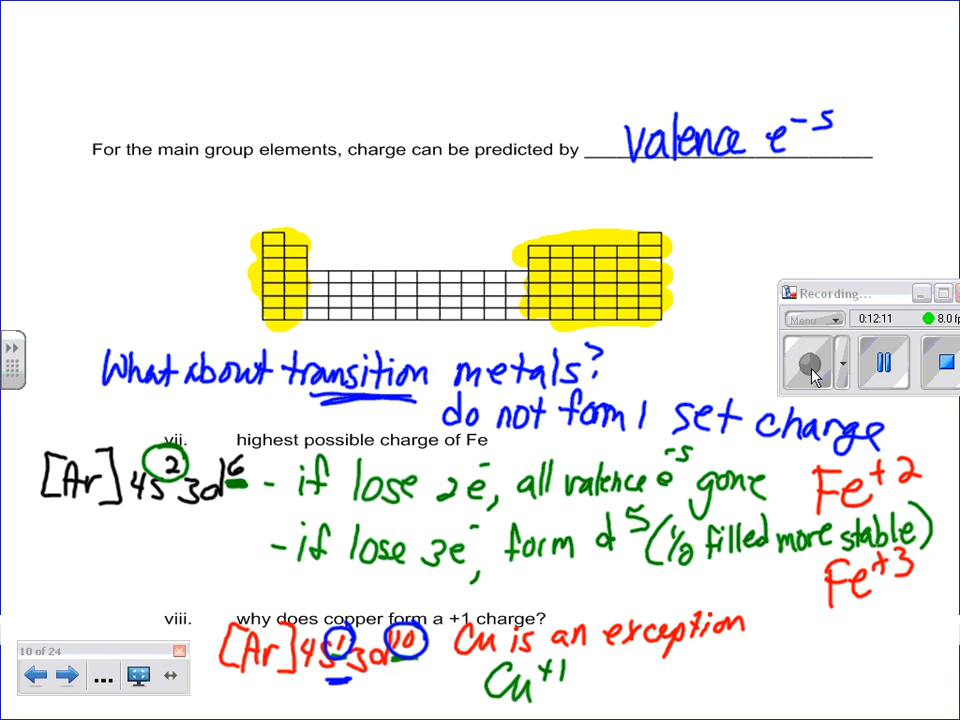 For the main group elements, charge can be predicted by valence e⁻s
Recording...
Menu 0:12:11 8.0 fp
What about transition metals?
do not form 1 set charge
vii. highest possible charge of Fe
[Ar] 4s² 3d⁶ - if lose 2e⁻, all valence e⁻s gone Fe⁺²
- if lose 3e⁻, form d⁵ (½ filled more stable)
Fe⁺³
viii. why does copper form a +1 charge?
[Ar] 4s¹ 3d¹⁰ Cu is an exception
Cu⁺¹
10 of 24